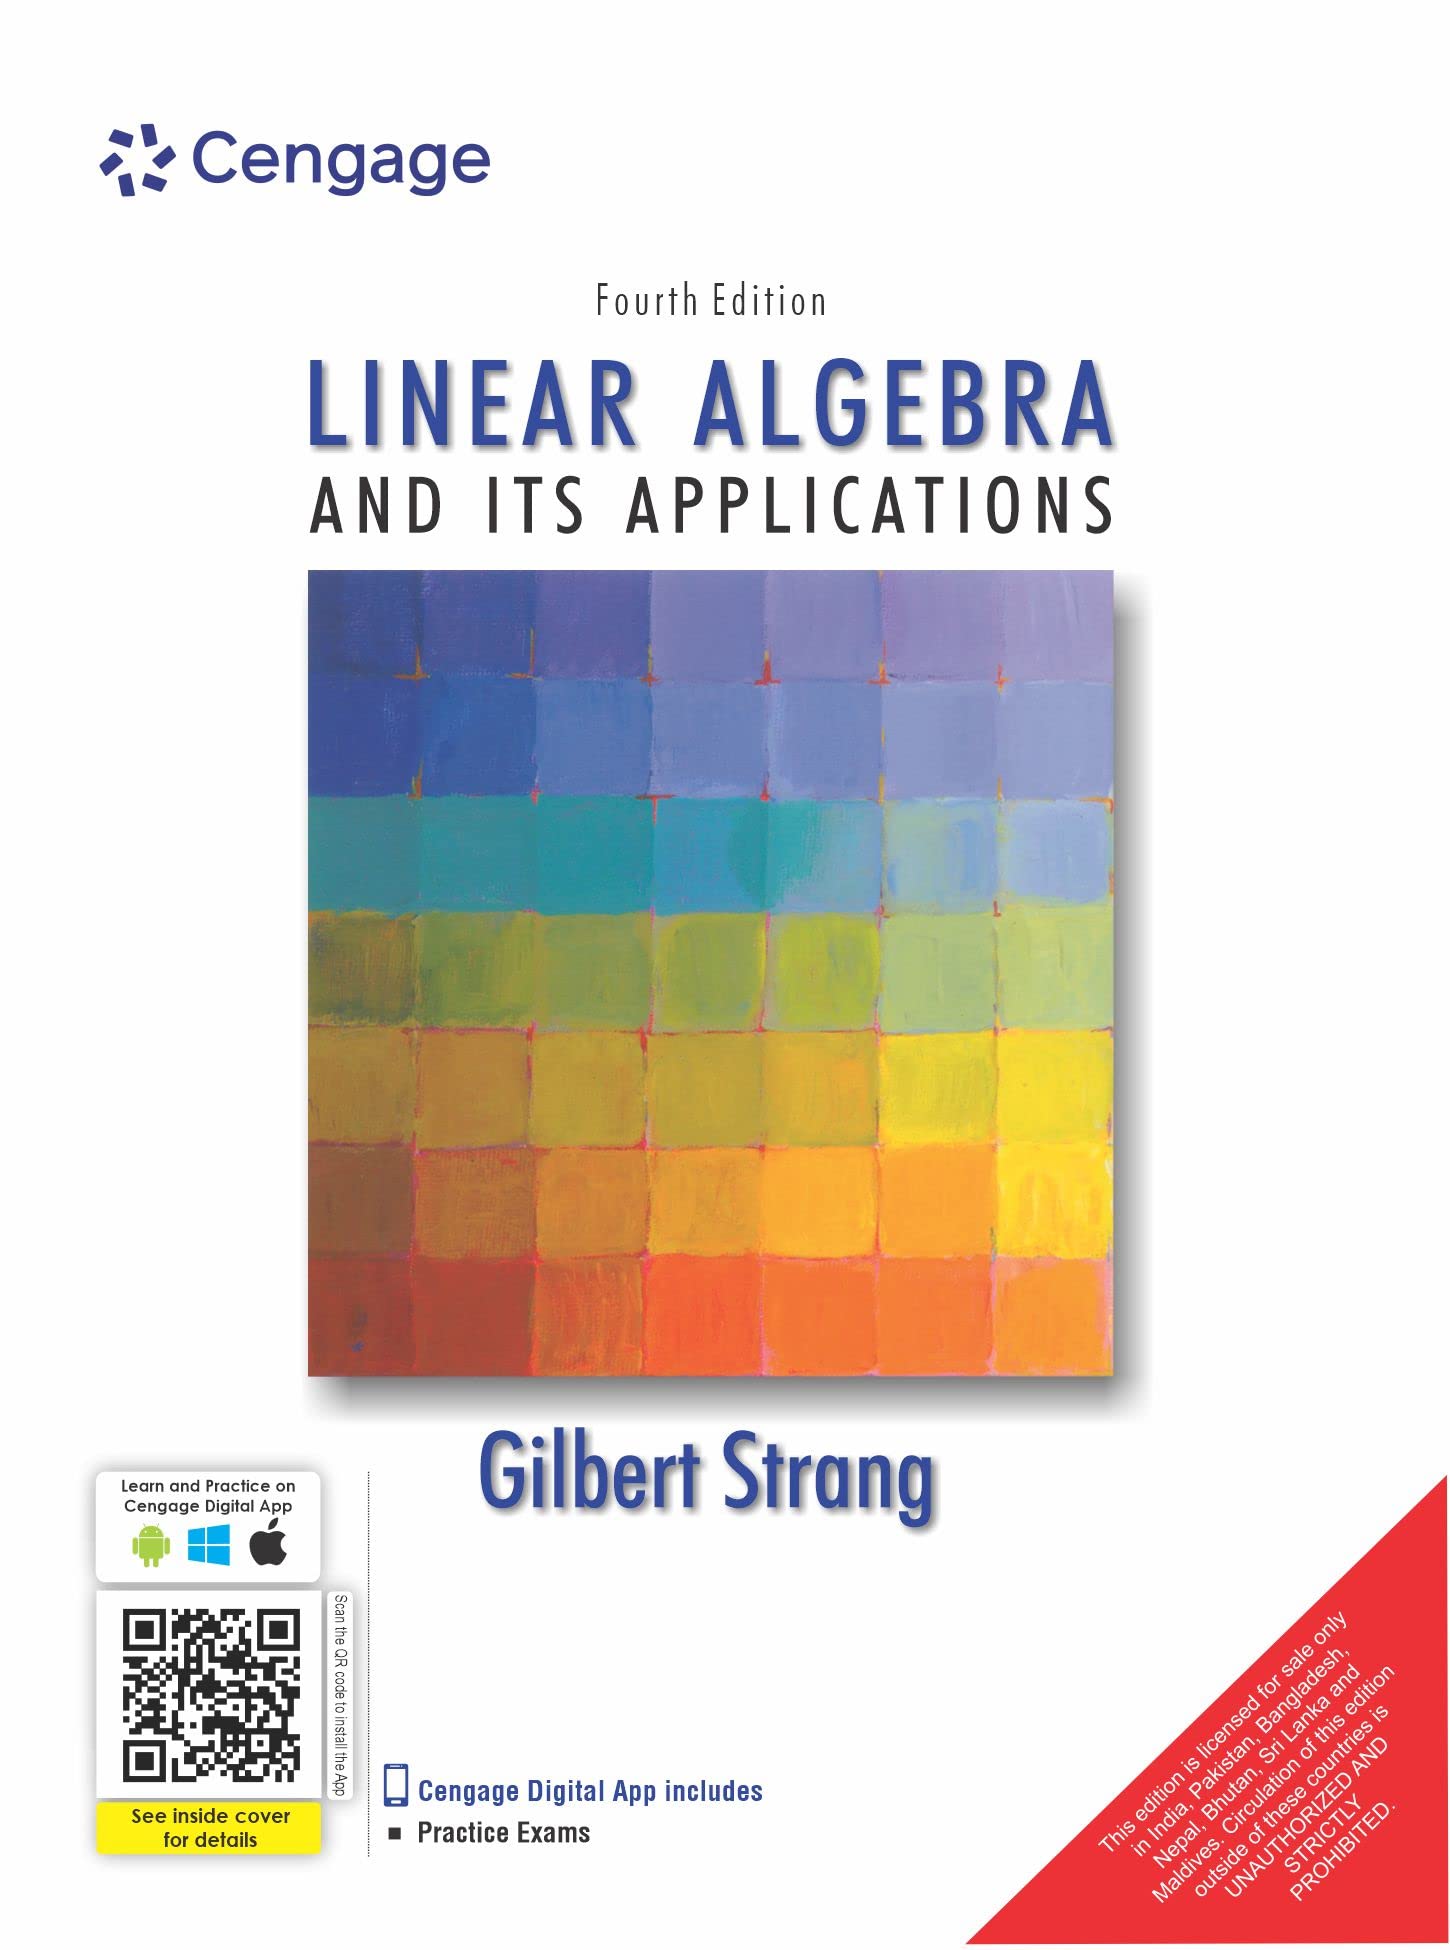 Cengage
Fourth Edition
LINEAR ALGEBRA
AND ITS APPLICATIONS
Gilbert Strang
Learn and Practice on
Cengage Digital App
Scan the QR code to install the App
See inside cover
for details
Cengage Digital App includes
■ Practice Exams
This edition is licensed for sale only
in India, Pakistan, Bangladesh,
Nepal, Bhutan, Sri Lanka and
Maldives. Circulation of this edition
outside of these countries is
UNAUTHORIZED AND
STRICTLY
PROHIBITED.